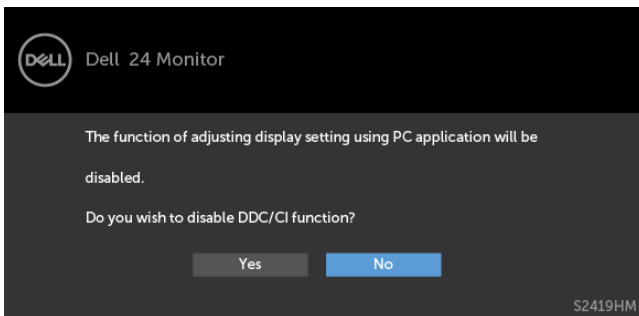 DELL
Dell 24 Monitor
The function of adjusting display setting using PC application will be
disabled.
Do you wish to disable DDC/CI function?
Yes No
S2419HM